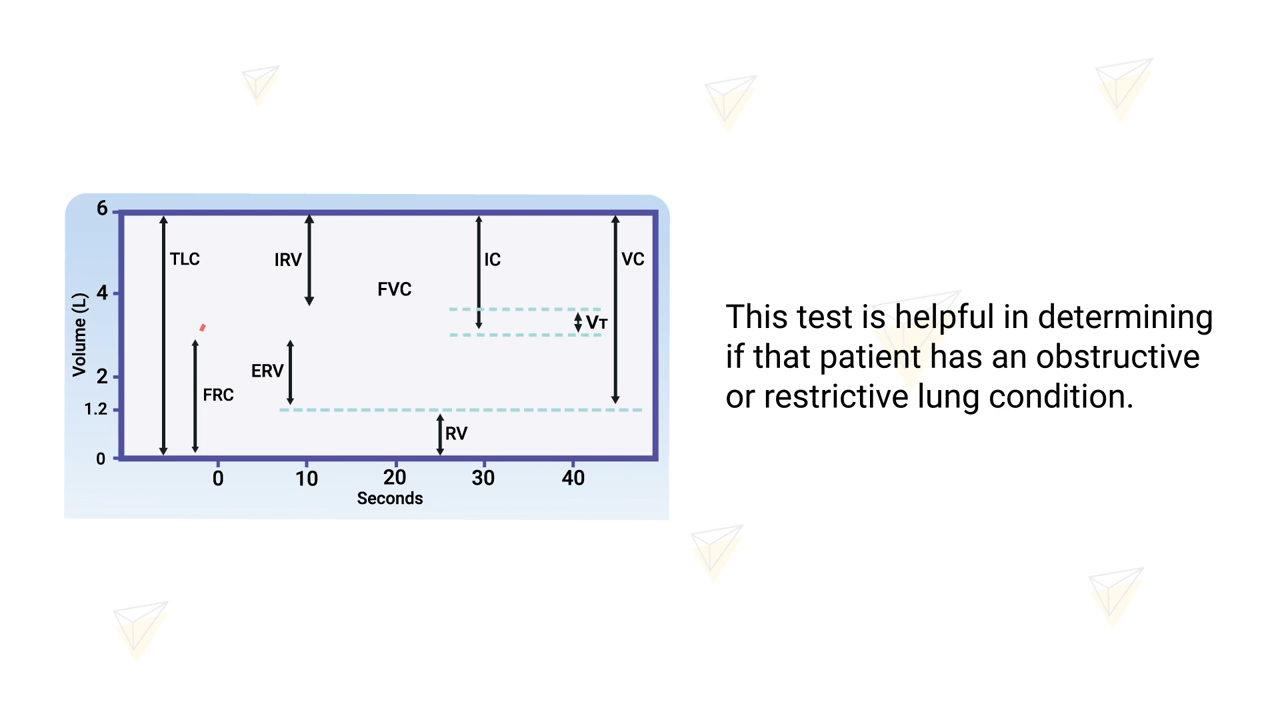 6
TLC
IRV
IC
VC
4
FVC
VT
Volume (L)
ERV
2
FRC
1.2
RV
0
0 10 20 30 40
Seconds
This test is helpful in determining
if that patient has an obstructive
or restrictive lung condition.